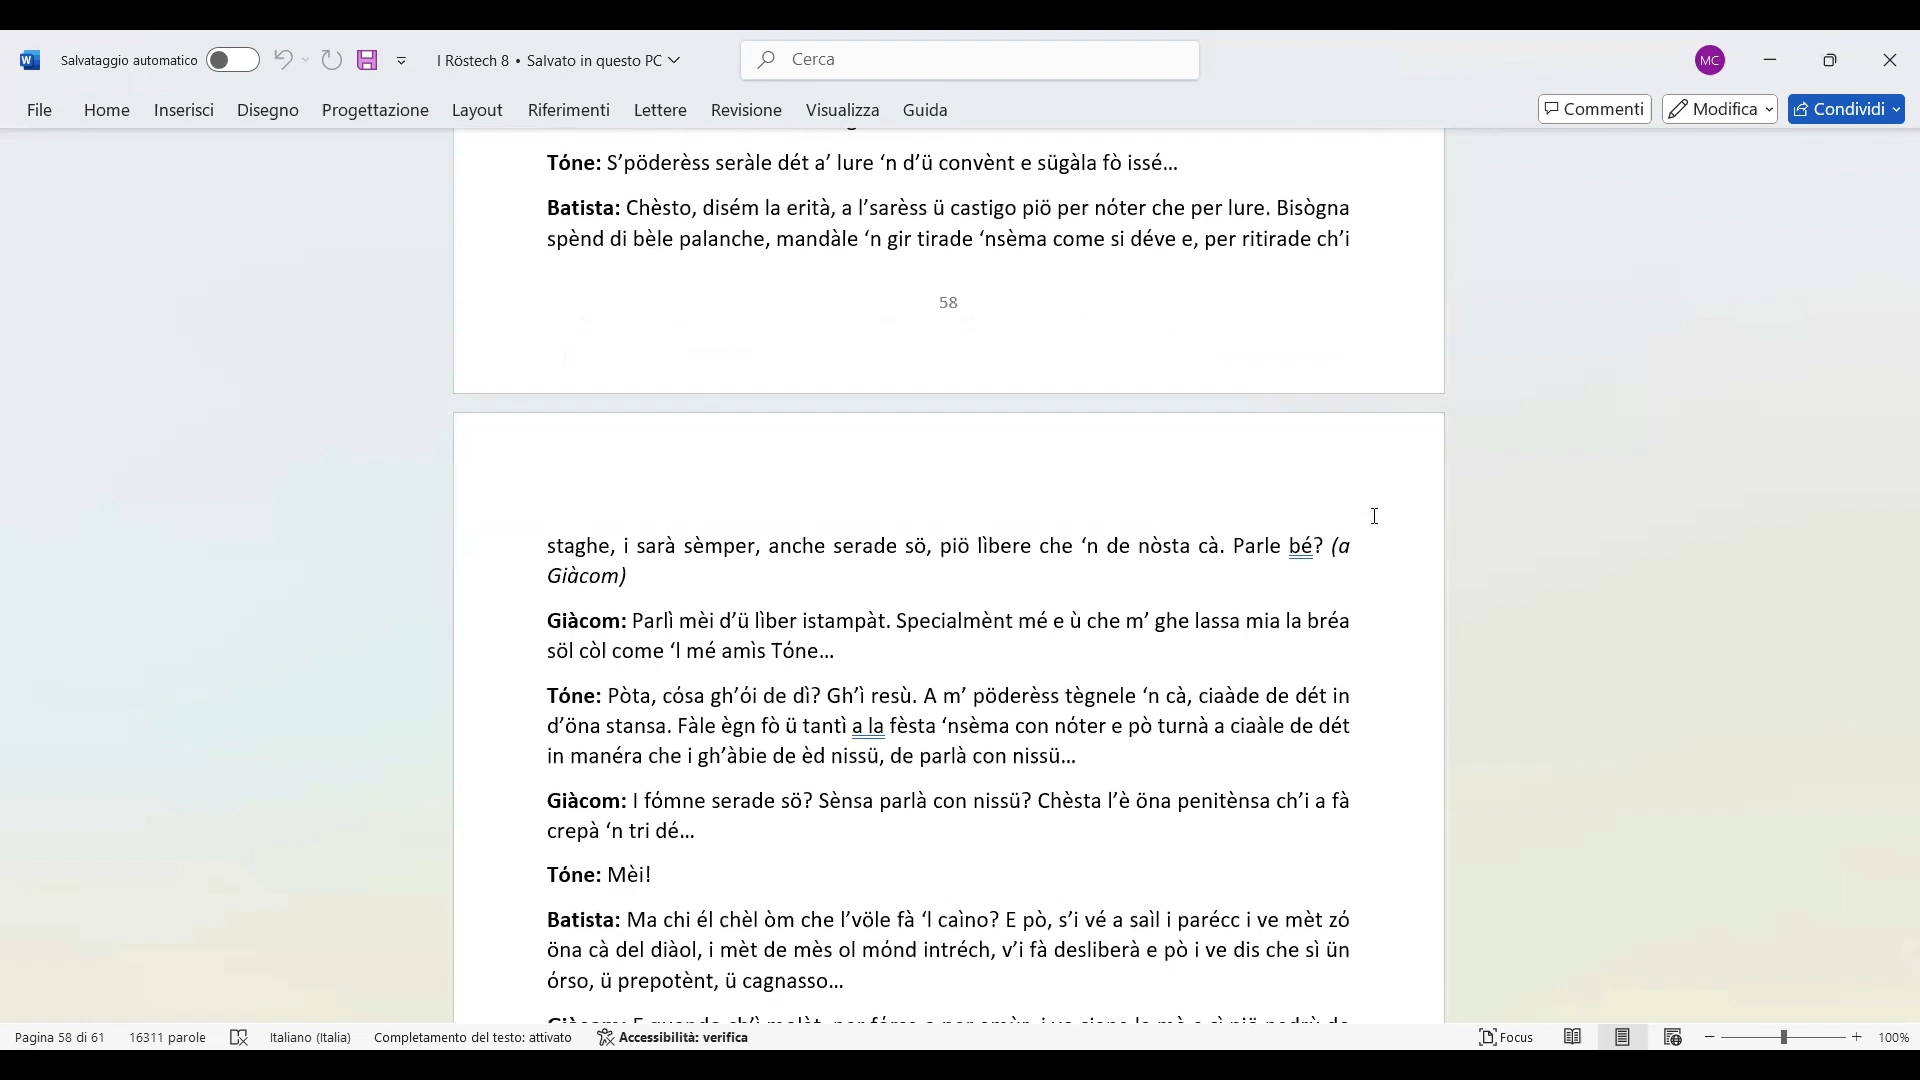 Salvataggio automatico
I Röstech 8 • Salvato in questo PC
Cerca
MC
File Home Inserisci Disegno Progettazione Layout Riferimenti Lettere Revisione Visualizza Guida
Commenti Modifica Condividi
Tóne: S’pöderèss seràle dét a’ lure ‘n d’ü convènt e sügàla fò issé...
Batista: Chèsto, disém la erità, a l’sarèss ü castigo piö per nóter che per lure. Bisògna
spènd di bèle palanche, mandàle ‘n gir tirade ‘nsèma come si déve e, per ritirade ch’i
58
staghe, i sarà sèmper, anche serade sö, piö lìbere che ‘n de nòsta cà. Parle bé? (a
Giàcom)
Giàcom: Parlì mèi d’ü lìber istampàt. Specialmènt mé e ù che m’ ghe lassa mia la bréa
söl còl come ‘l mé amìs Tóne...
Tóne: Pòta, cósa gh’ói de dì? Gh’ì resù. A m’ pöderèss tègnele ‘n cà, ciaàde de dét in
d’öna stansa. Fàle ègn fò ü tantì a la fèsta ‘nsèma con nóter e pò turnà a ciaàle de dét
in manéra che i gh’àbie de èd nissü, de parlà con nissü...
Giàcom: I fómne serade sö? Sènsa parlà con nissü? Chèsta l’è öna penitènsa ch’i a fà
crepà ‘n tri dé...
Tóne: Mèi!
Batista: Ma chi él chèl òm che l’völe fà ‘l caìno? E pò, s’i vé a saìl i parécc i ve mèt zó
öna cà del diàol, i mèt de mès ol mónd intréch, v’i fà desliberà e pò i ve dis che sì ün
órso, ü prepotènt, ü cagnasso...
Pagina 58 di 61 16311 parole Italiano (Italia) Completamento del testo: attivato Accessibilità: verifica Focus 100%